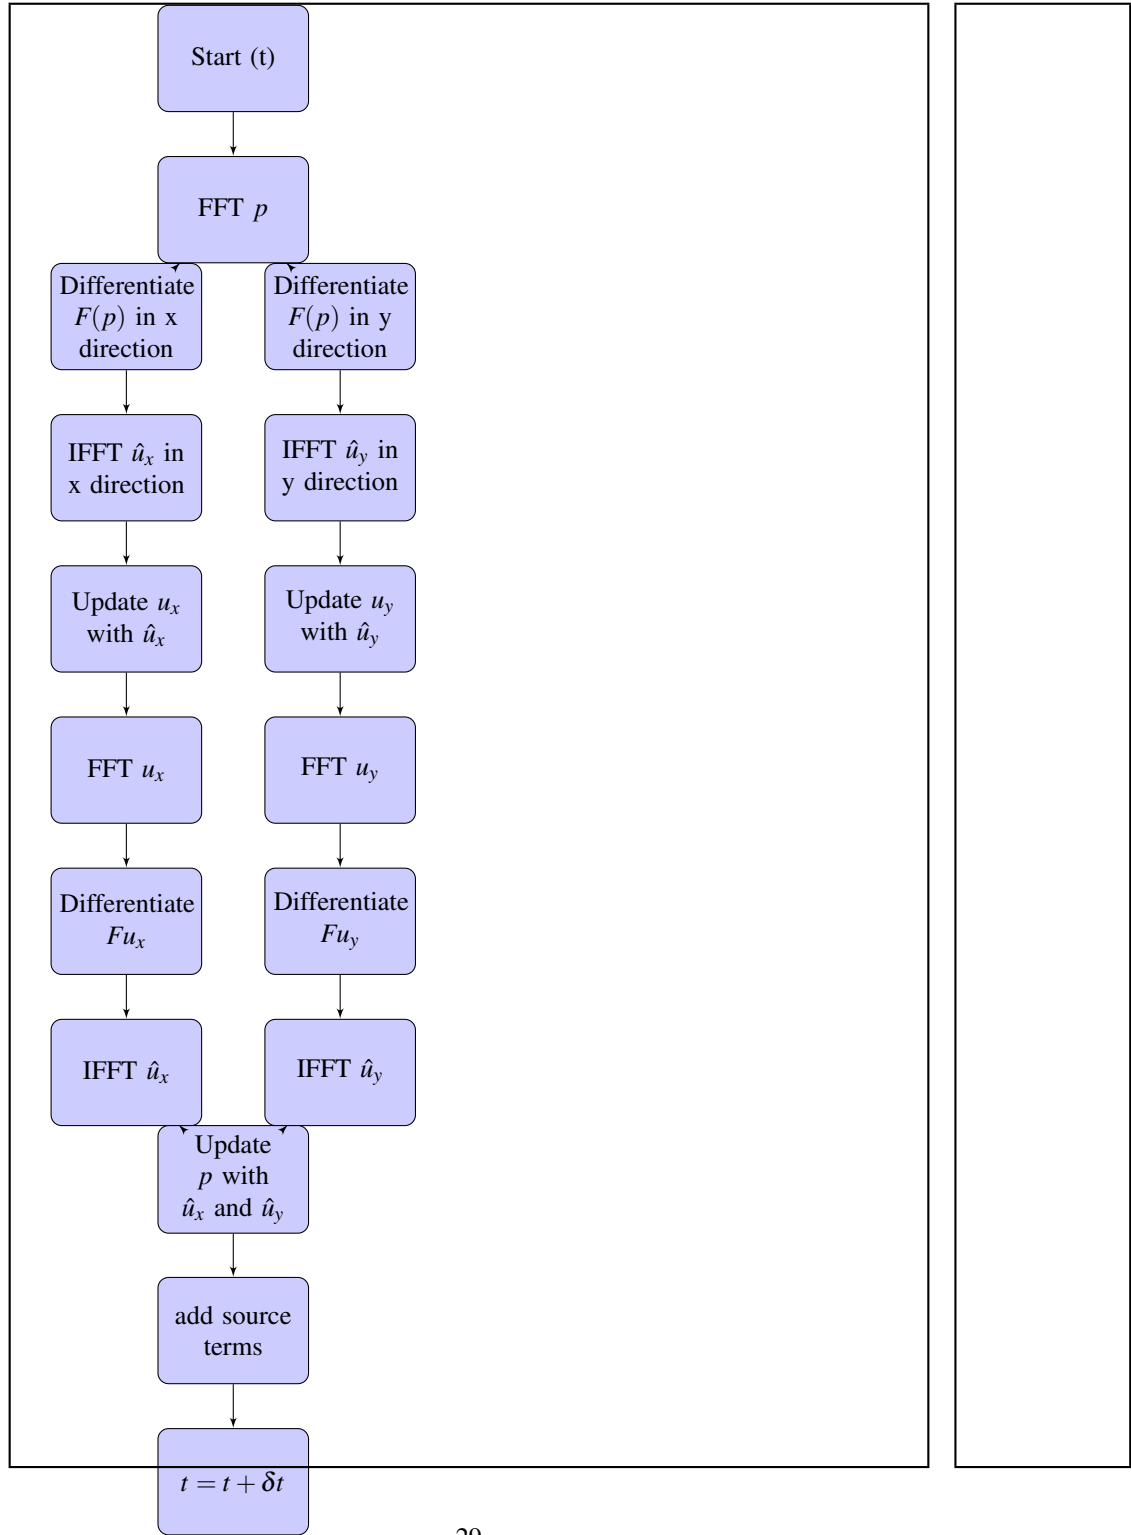 Start (t)
FFT p
Differentiate
F(p) in x
direction
Differentiate
F(p) in y
direction
IFFT û_x in
x direction
IFFT û_y in
y direction
Update u_x
with û_x
Update u_y
with û_y
FFT u_x
FFT u_y
Differentiate
Fu_x
Differentiate
Fu_y
IFFT û_x
IFFT û_y
Update
p with
û_x and û_y
add source
terms
t = t + δt